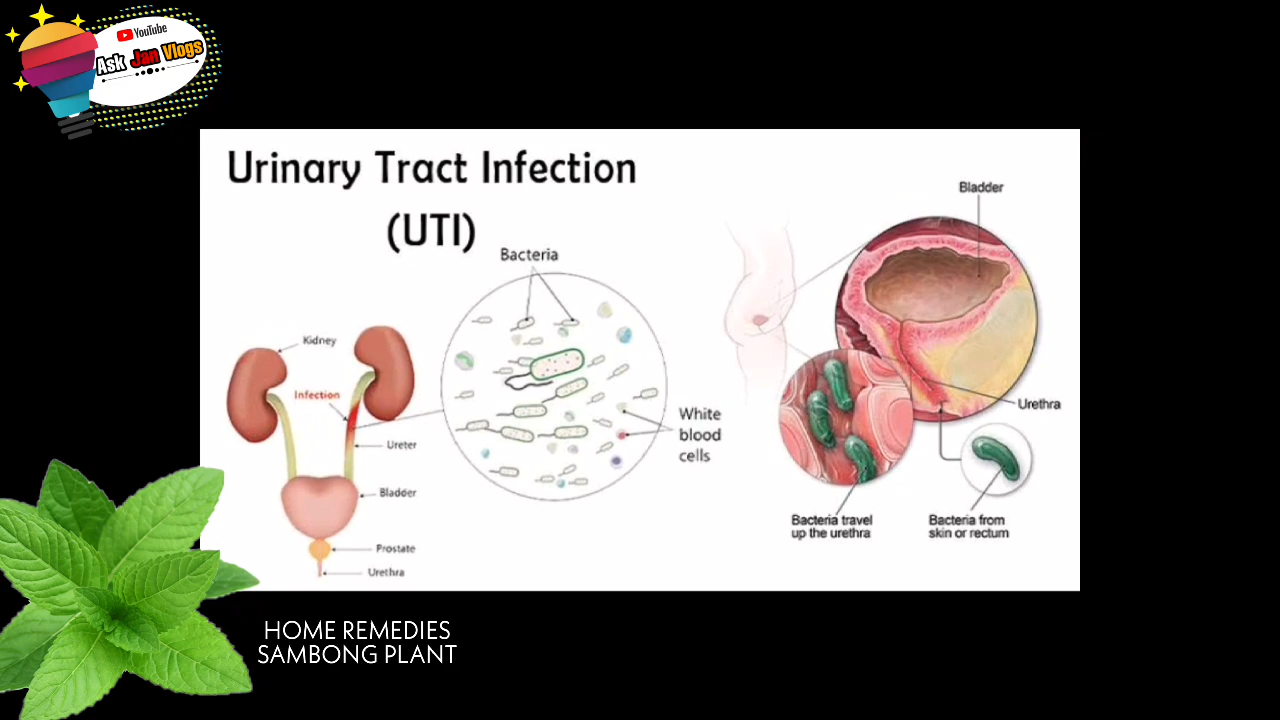 YouTube
Ask Jan Vlogs
Urinary Tract Infection
(UTI)
Bacteria
Kidney
Infection
Ureter
Bladder
Prostate
Urethra
White
blood
cells
Bladder
Urethra
Bacteria travel
up the urethra
Bacteria from
skin or rectum
HOME REMEDIES
SAMBONG PLANT